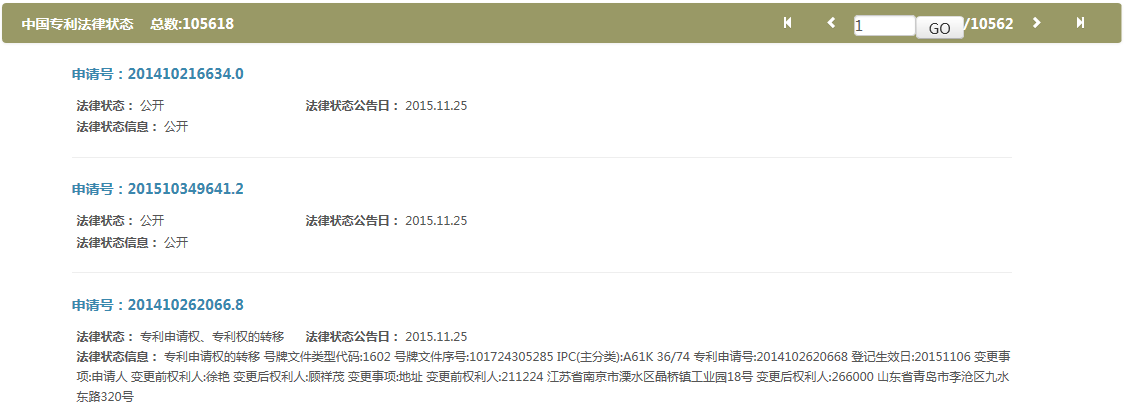 中国专利法律状态 总数:105618 1 GO /10562
申请号：201410216634.0
法律状态： 公开 法律状态公告日： 2015.11.25
法律状态信息： 公开
申请号：201510349641.2
法律状态： 公开 法律状态公告日： 2015.11.25
法律状态信息： 公开
申请号：201410262066.8
法律状态： 专利申请权、专利权的转移 法律状态公告日： 2015.11.25
法律状态信息： 专利申请权的转移 号牌文件类型代码:1602 号牌文件序号:101724305285 IPC(主分类):A61K 36/74 专利申请号:2014102620668 登记生效日:20151106 变更事
项:申请人 变更前权利人:徐艳 变更后权利人:顾祥茂 变更事项:地址 变更前权利人:211224 江苏省南京市溧水区晶桥镇工业园18号 变更后权利人:266000 山东省青岛市李沧区九水
东路320号